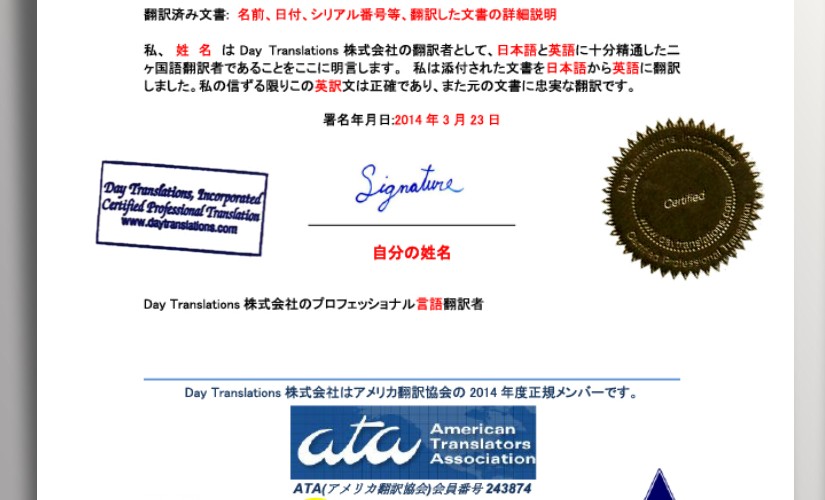 翻訳済み文書: 名前、日付、シリアル番号等、翻訳した文書の詳細説明
私、 姓 名 は Day Translations 株式会社の翻訳者として、日本語と英語に十分精通した二
ヶ国語翻訳者であることをここに明言します。 私は添付された文書を日本語から英語に翻訳
しました。私の信ずる限りこの英訳文は正確であり、また元の文書に忠実な翻訳です。
署名年月日:2014 年 3 月 23 日
Day Translations, Incorporated
Certified Professional Translation
www.daytranslations.com
Signature
自分の姓名
Day Translations Incorporated
Certified
www.daytranslations.com
Certified Professional Translation
Day Translations 株式会社のプロフェッショナル言語翻訳者
Day Translations 株式会社はアメリカ翻訳協会の 2014 年度正規メンバーです。
ata
American
Translators
Association
ATA(アメリカ翻訳協会)会員番号 243874